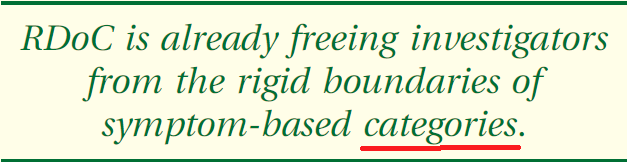 RDoC is already freeing investigators
from the rigid boundaries of
symptom-based categories.